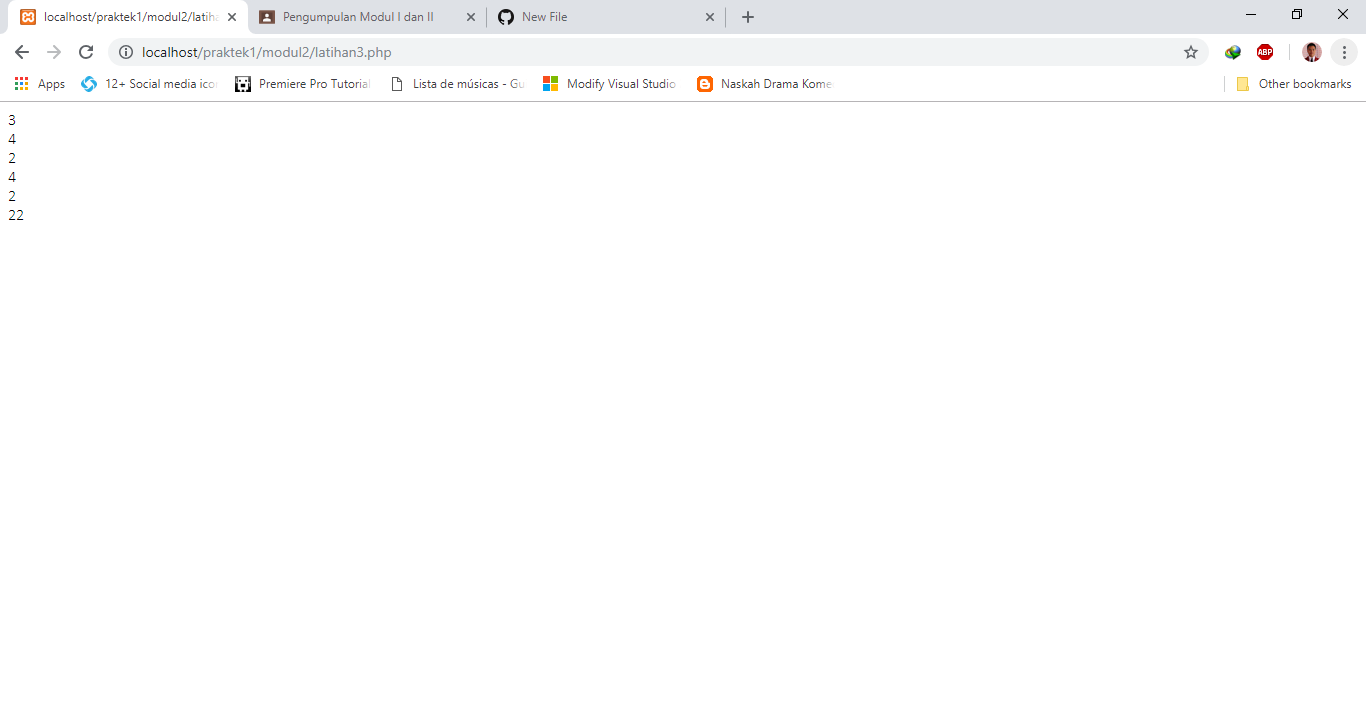 localhost/praktek1/modul2/latiha
Pengumpulan Modul I dan II
New File
localhost/praktek1/modul2/latihan3.php
ABP
Apps
12+ Social media icon
Premiere Pro Tutorial
Lista de músicas - Gu
Modify Visual Studio
Naskah Drama Kome
Other bookmarks
3
4
2
4
2
22